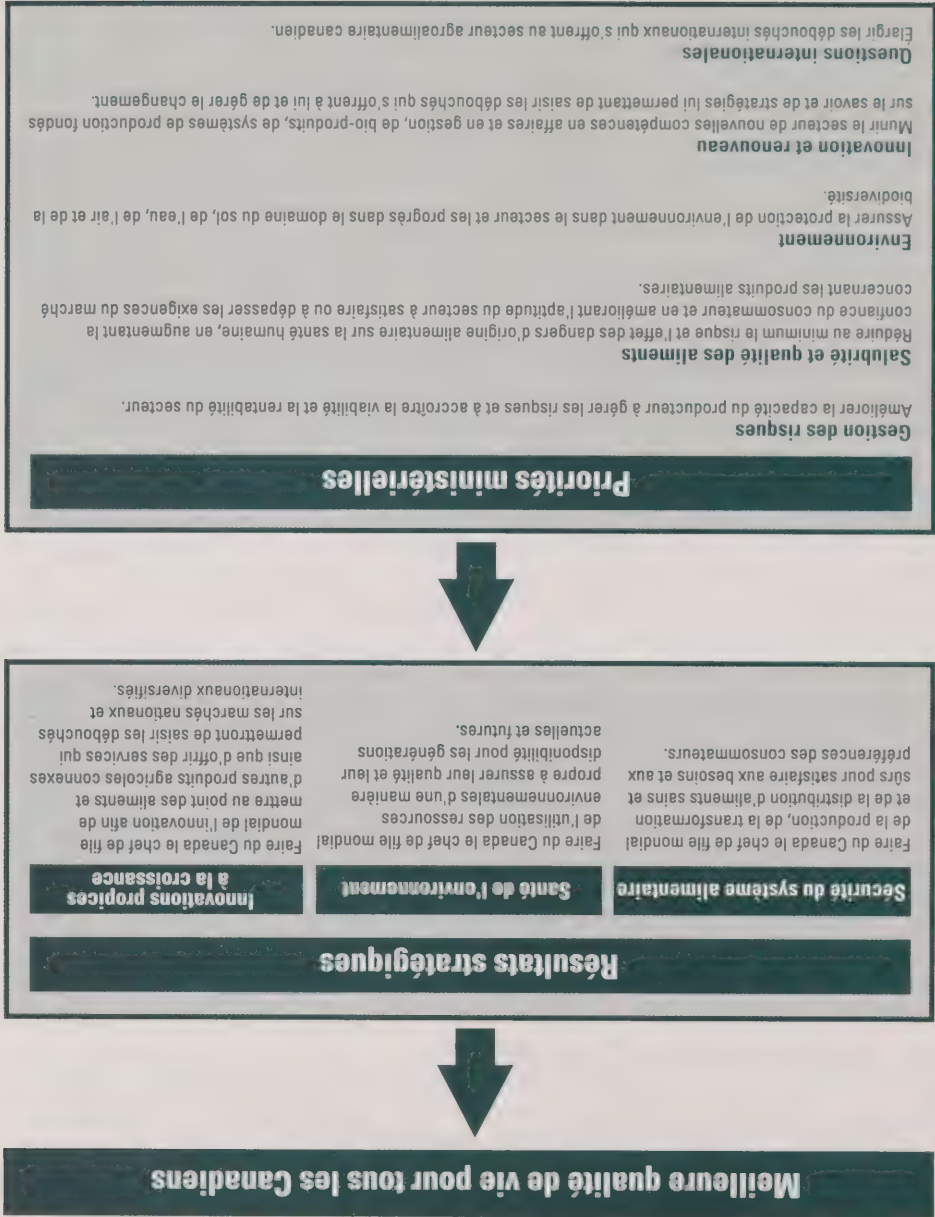 Meilleure qualité de vie pour tous les Canadiens
Résultats stratégiques
Sécurité du système alimentaire
Faire du Canada le chef de file mondial
de la production, de la transformation
et de la distribution d'aliments sains et
sûrs pour satisfaire aux besoins et aux
préférences des consommateurs.
Santé de l'environnement
Faire du Canada le chef de file mondial
de l'utilisation des ressources
environnementales d'une manière
propre à assurer leur qualité et leur
disponibilité pour les générations
actuelles et futures.
Innovations propices
à la croissance
Faire du Canada le chef de file
mondial de l'innovation afin de
mettre au point des aliments et
d'autres produits agricoles connexes
ainsi que d'offrir des services qui
permettront de saisir les débouchés
sur les marchés nationaux et
internationaux diversifiés.
Priorités ministérielles
Gestion des risques
Améliorer la capacité du producteur à gérer les risques et à accroître la viabilité et la rentabilité du secteur.
Salubrité et qualité des aliments
Réduire au minimum le risque et l'effet des dangers d'origine alimentaire sur la santé humaine, en augmentant la
confiance du consommateur et en améliorant l'aptitude du secteur à satisfaire ou à dépasser les exigences du marché
concernant les produits alimentaires.
Environnement
Assurer la protection de l'environnement dans le secteur et les progrès dans le domaine du sol, de l'eau, de l'air et de la
biodiversité.
Innovation et renouveau
Munir le secteur de nouvelles compétences en affaires et en gestion, de bio-produits, de systèmes de production fondés
sur le savoir et de stratégies lui permettant de saisir les débouchés qui s'offrent à lui et de gérer le changement.
Questions internationales
Élargir les débouchés internationaux qui s'offrent au secteur agroalimentaire canadien.